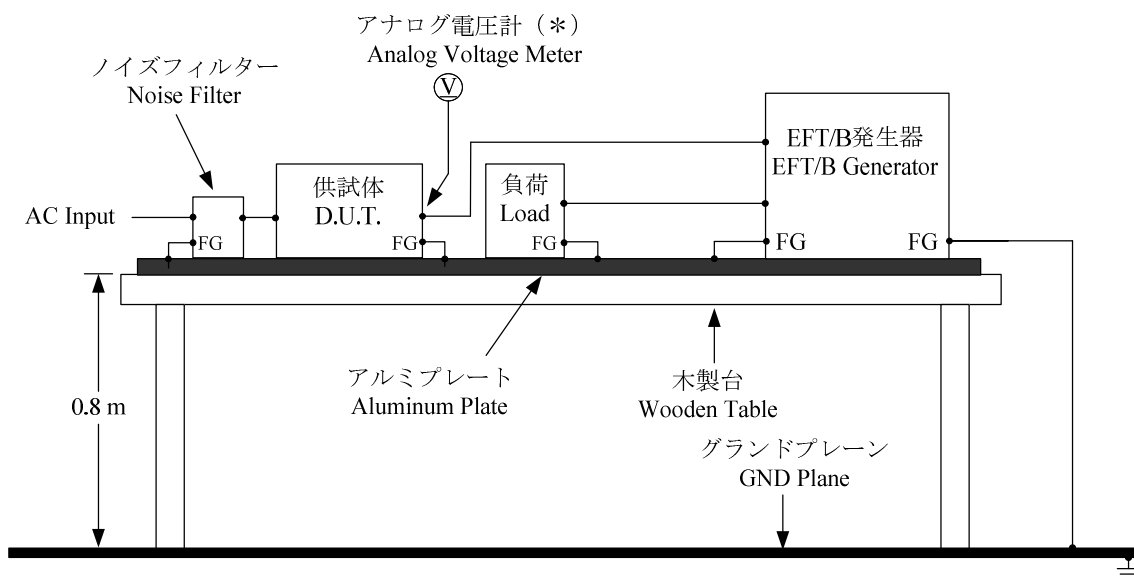 アナログ電圧計（＊）
Analog Voltage Meter
V
ノイズフィルター
Noise Filter
AC Input
FG
供試体
D.U.T.
FG
負荷
Load
FG
EFT/B発生器
EFT/B Generator
FG
FG
アルミプレート
Aluminum Plate
木製台
Wooden Table
0.8 m
グランドプレーン
GND Plane